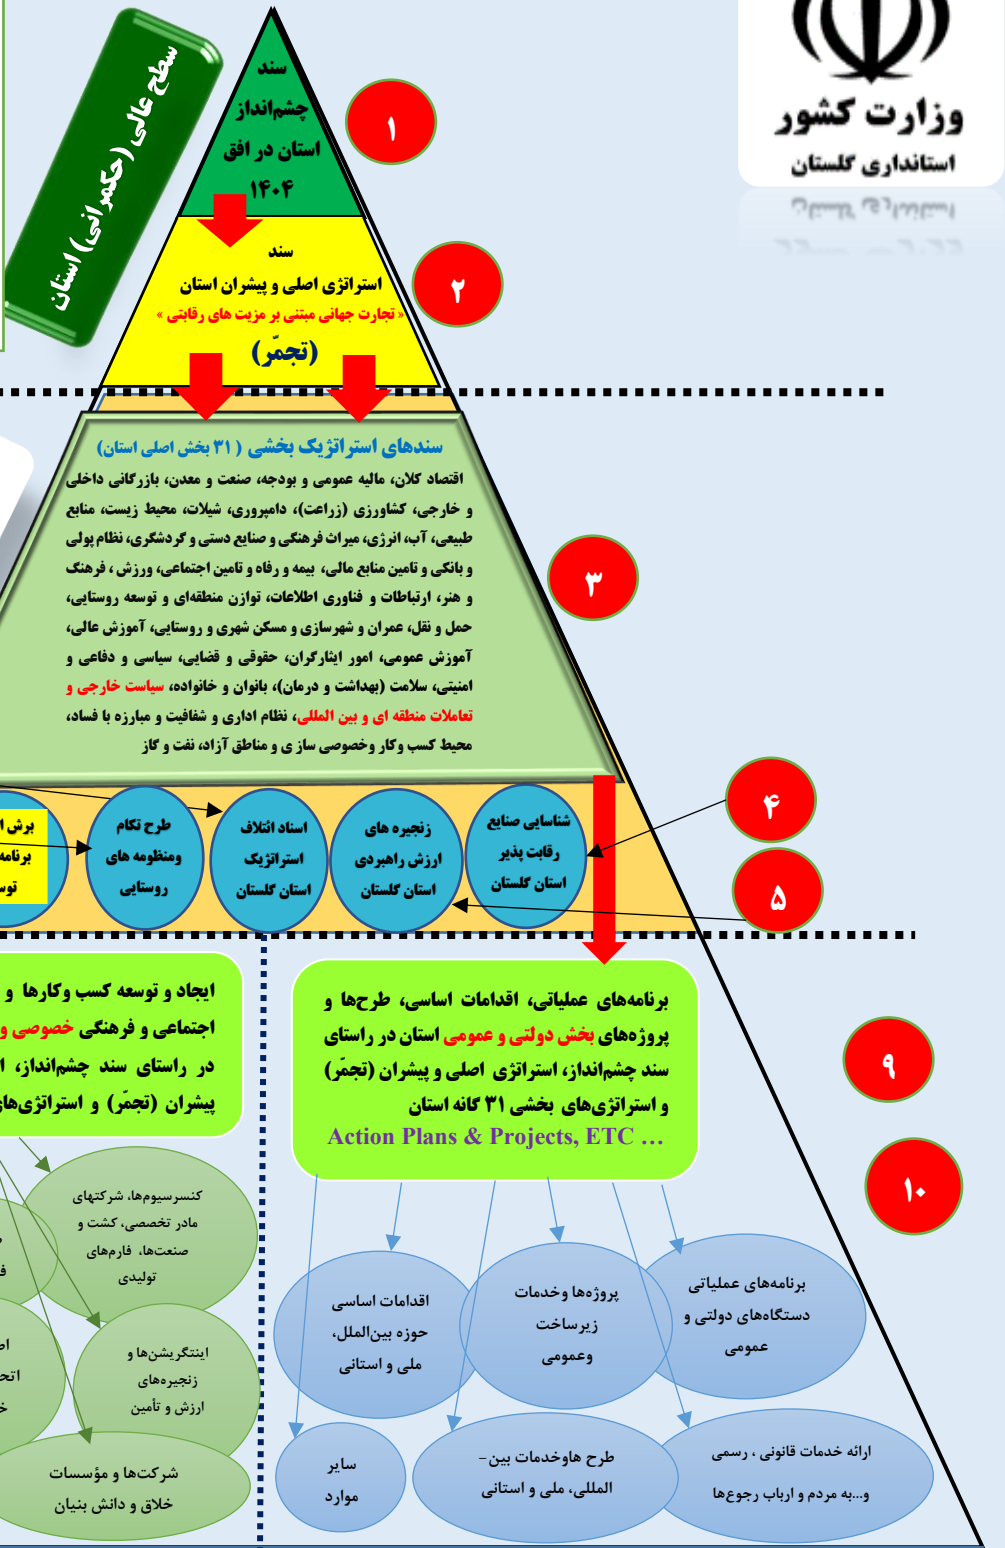 وزارت کشور
استانداری گلستان
سطح عالی (حکمرانی) استان
سند
چشم‌انداز
استان در افق
۱۴۰۴
۱
سند
استراتژی اصلی و پیشران استان
« تجارت جهانی مبتنی بر مزیت های رقابتی »
(تجمّر)
۲
سندهای استراتژیک بخشی ( ۳۱ بخش اصلی استان)
اقتصاد کلان، مالیه عمومی و بودجه، صنعت و معدن، بازرگانی داخلی
و خارجی، کشاورزی (زراعت)، دامپروری، شیلات، محیط زیست، منابع
طبیعی، آب، انرژی، میراث فرهنگی و صنایع دستی و گردشگری، نظام پولی
و بانکی و تامین منابع مالی، بیمه و رفاه و تامین اجتماعی، ورزش ، فرهنگ
و هنر، ارتباطات و فناوری اطلاعات، توازن منطقه‌ای و توسعه روستایی،
حمل و نقل، عمران و شهرسازی و مسکن شهری و روستایی، آموزش عالی،
آموزش عمومی، امور ایثارگران، حقوقی و قضایی، سیاسی و دفاعی و
امنیتی، سلامت (بهداشت و درمان)، بانوان و خانواده، سیاست خارجی و
تعاملات منطقه ای و بین المللی، نظام اداری و شفافیت و مبارزه با فساد،
محیط کسب وکار وخصوصی سازی و مناطق آزاد، نفت و گاز
۳
شناسایی صنایع
رقابت پذیر
استان گلستان
زنجیره های
ارزش راهبردی
استان گلستان
اسناد ائتلاف
استراتژیک
استان گلستان
طرح تکام
ومنظومه های
روستایی
برش
برنامه
۴
۵
برنامه‌های عملیاتی، اقدامات اساسی، طرح‌ها و
پروژه‌های بخش دولتی و عمومی استان در راستای
سند چشم‌انداز، استراتژی اصلی و پیشران (تجمّر)
و استراتژی‌های بخشی ۳۱ گانه استان
Action Plans & Projects, ETC …
ایجاد و توسعه کسب وکارها و
اجتماعی و فرهنگی خصوصی و
در راستای سند چشم‌انداز،
پیشران (تجمّر) و استراتژی‌های
۹
۱۰
برنامه‌های عملیاتی
دستگاه‌های دولتی و
عمومی
پروژه‌ها وخدمات
زیرساخت
وعمومی
اقدامات اساسی
حوزه بین‌الملل،
ملی و استانی
ارائه خدمات قانونی ، رسمی
و...به مردم و ارباب رجوع‌ها
طرح هاوخدمات بین-
المللی، ملی و استانی
سایر
موارد
کنسرسیوم‌ها، شرکتهای
مادر تخصصی، کشت و
صنعت‌ها، فارم‌های
تولیدی
اینتگریشن‌ها و
زنجیره‌های
ارزش و تأمین
شرکت‌ها و مؤسسات
خلاق و دانش بنیان